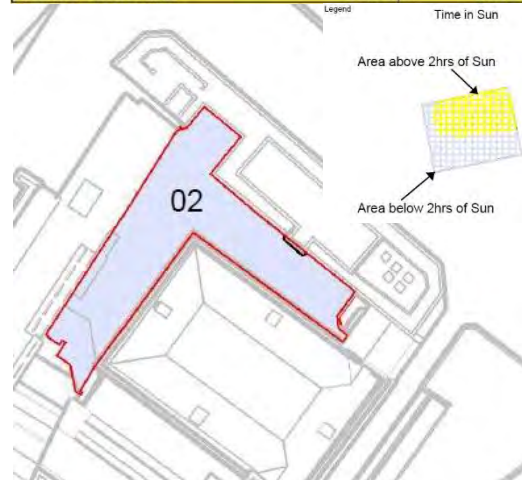 Legend
Time in Sun
Area above 2hrs of Sun
Area below 2hrs of Sun
02